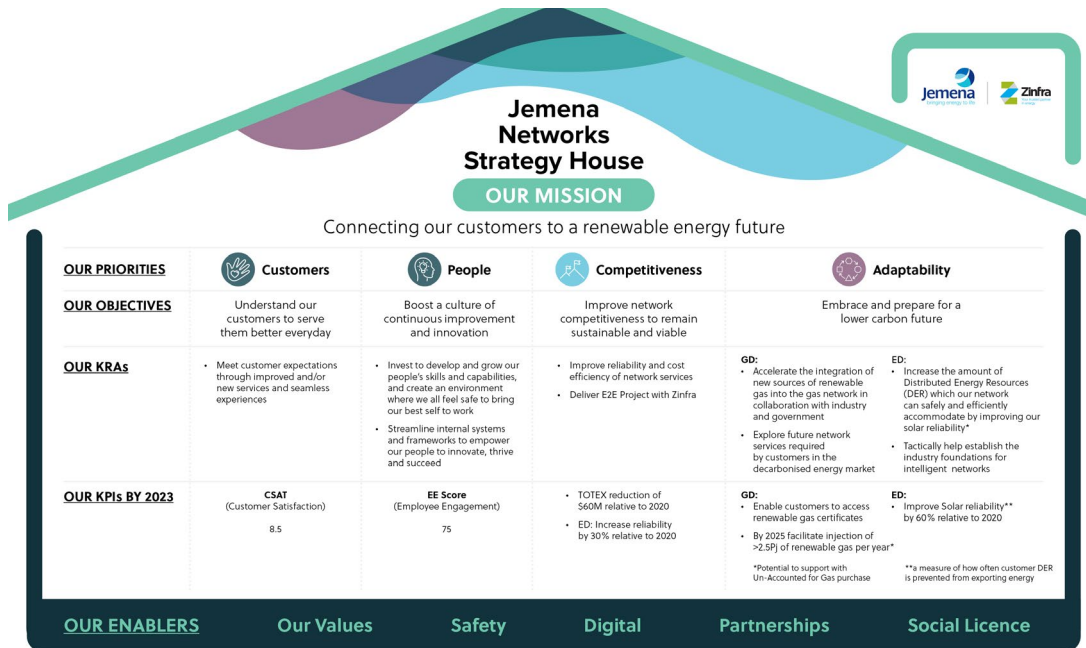 Jemena
Networks
Strategy House
Jemena
bringing energy to life
Zinfra
OUR MISSION
Connecting our customers to a renewable energy future
OUR PRIORITIES
Customers
People
Competitiveness
Adaptability
OUR OBJECTIVES
Understand our
customers to serve
them better everyday
Boost a culture of
continuous improvement
and innovation
Improve network
competitiveness to remain
sustainable and viable
Embrace and prepare for a
lower carbon future
OUR KRAs
• Meet customer expectations
through improved and/or
new services and seamless
experiences
• Invest to develop and grow our
people's skills and capabilities,
and create an environment
where we all feel safe to bring
our best self to work
• Streamline internal systems
and frameworks to empower
our people to innovate, thrive
and succeed
• Improve reliability and cost
efficiency of network services
• Deliver E2E Project with Zinfra
GD:
• Accelerate the integration of
new sources of renewable
gas into the gas network in
collaboration with industry
and government
• Explore future network
services required
by customers in the
decarbonised energy market
ED:
• Increase the amount of
Distributed Energy Resources
(DER) which our network
can safely and efficiently
accommodate by improving our
solar reliability*
• Tactically help establish the
industry foundations for
intelligent networks
OUR KPIs BY 2023
CSAT
(Customer Satisfaction)
8.5
EE Score
(Employee Engagement)
75
• TOTEX reduction of
$60M relative to 2020
• ED: Increase reliability
by 30% relative to 2020
GD:
• Enable customers to access
renewable gas certificates
• By 2025 facilitate injection of
>2.5Pj of renewable gas per year*
*Potential to support with
Un-Accounted for Gas purchase
ED:
• Improve Solar reliability**
by 60% relative to 2020
**a measure of how often customer DER
is prevented from exporting energy
OUR ENABLERS
Our Values
Safety
Digital
Partnerships
Social Licence